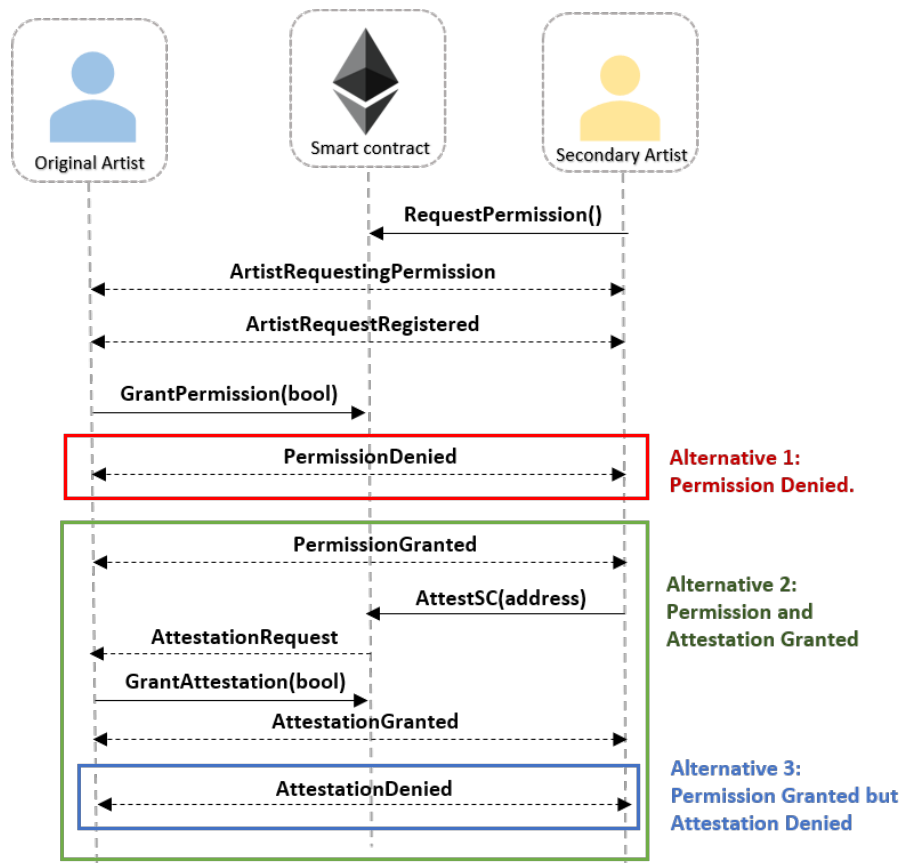 Original Artist
Smart contract
Secondary Artist
RequestPermission()
ArtistRequestingPermission
ArtistRequestRegistered
GrantPermission(bool)
PermissionDenied
Alternative 1:
Permission Denied.
PermissionGranted
AttestSC(address)
Alternative 2:
Permission and
Attestation Granted
AttestationRequest
GrantAttestation(bool)
AttestationGranted
AttestationDenied
Alternative 3:
Permission Granted but
Attestation Denied